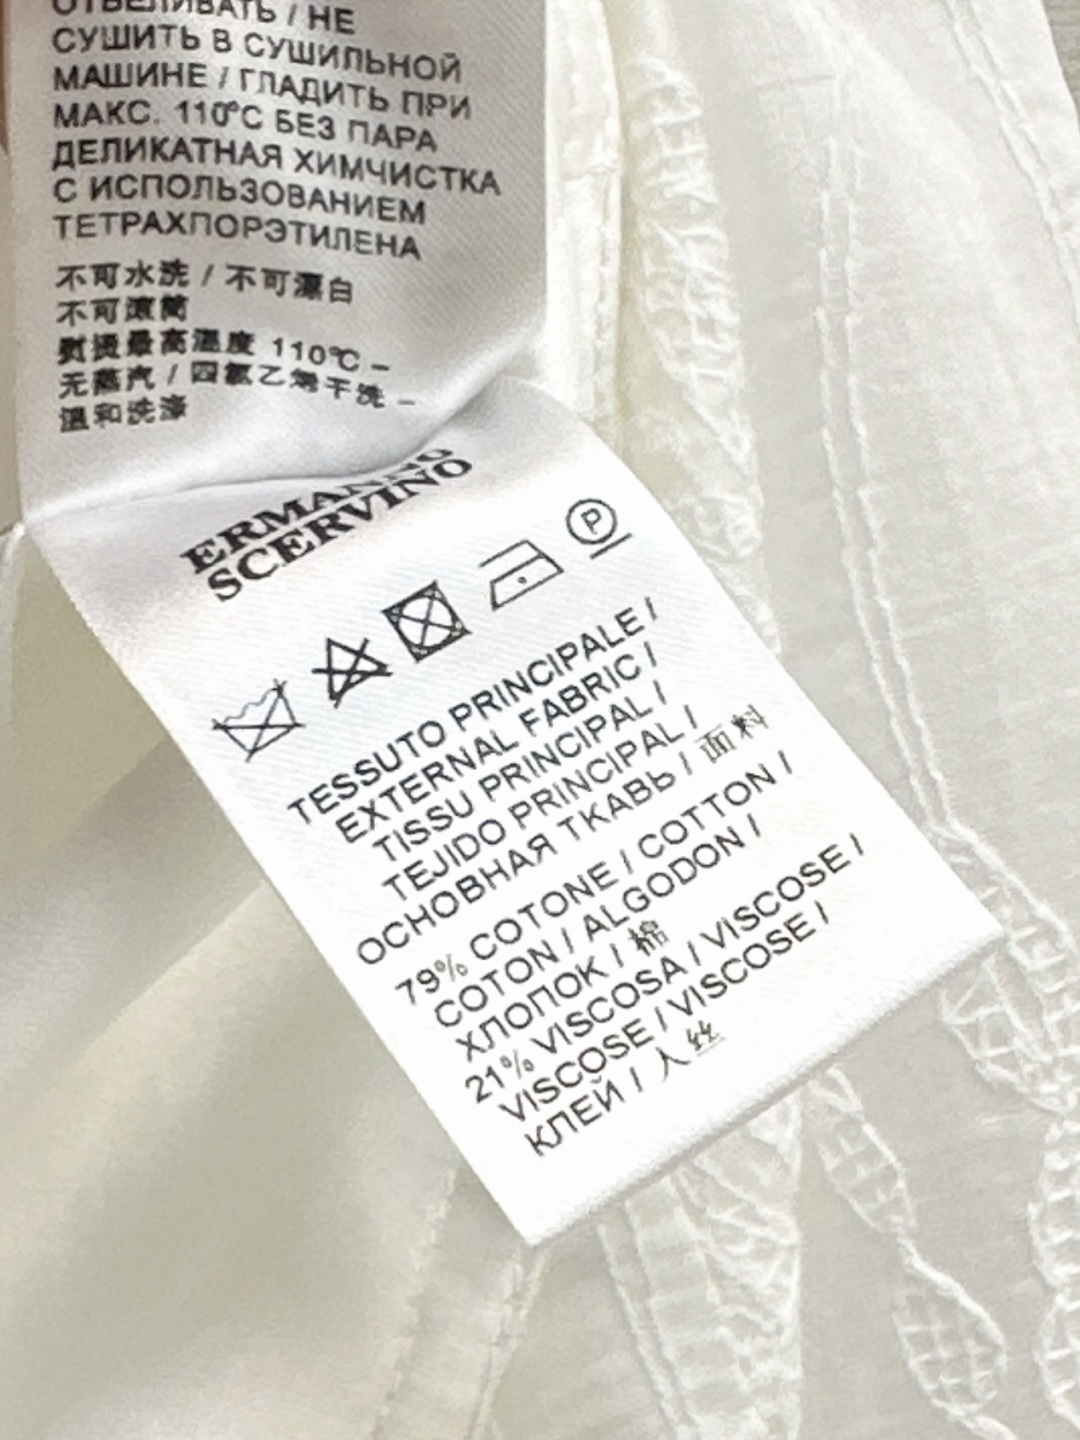 ОТБЕЛИВАТЬ / НЕ
СУШИТЬ В СУШИЛЬНОЙ
МАШИНЕ / ГЛАДИТЬ ПРИ
МАКС. 110°C БЕЗ ПАРА
ДЕЛИКАТНАЯ ХИМЧИСТКА
С ИСПОЛЬЗОВАНИЕМ
ТЕТРАХПОРЭТИЛЕНА
不可水洗 / 不可漂白
不可滚筒
熨烫最高温度 110℃ –
无蒸汽 / 四氯乙烯干洗 –
温和洗涤
ERMANNO
SCERVINO
P
TESSUTO PRINCIPALE /
EXTERNAL FABRIC /
TISSU PRINCIPAL /
TEJIDO PRINCIPAL /
ОСНОВНАЯ ТКАВЬ / 面料
79% COTONE / COTTON /
COTON / ALGODON /
ХЛОПОК / 棉
21% VISCOSA / VISCOSE /
VISCOSE / VISCOSE /
КЛЕЙ / 人丝